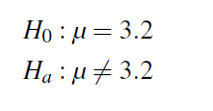 H₀ : μ = 3.2
Hₐ : μ ≠ 3.2